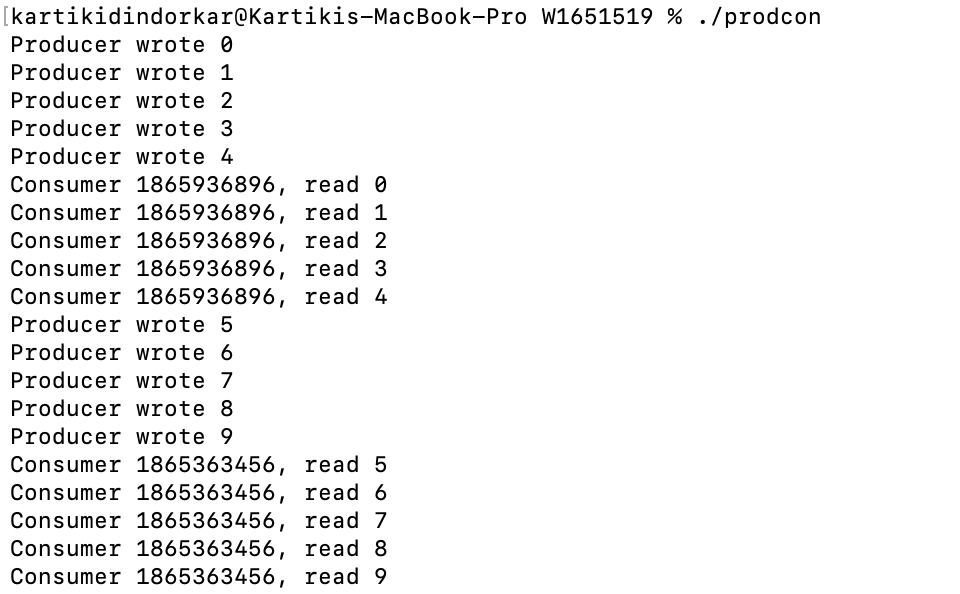 [kartikidindorkar@Kartikis-MacBook-Pro W1651519 % ./prodcon
Producer wrote 0
Producer wrote 1
Producer wrote 2
Producer wrote 3
Producer wrote 4
Consumer 1865936896, read 0
Consumer 1865936896, read 1
Consumer 1865936896, read 2
Consumer 1865936896, read 3
Consumer 1865936896, read 4
Producer wrote 5
Producer wrote 6
Producer wrote 7
Producer wrote 8
Producer wrote 9
Consumer 1865363456, read 5
Consumer 1865363456, read 6
Consumer 1865363456, read 7
Consumer 1865363456, read 8
Consumer 1865363456, read 9